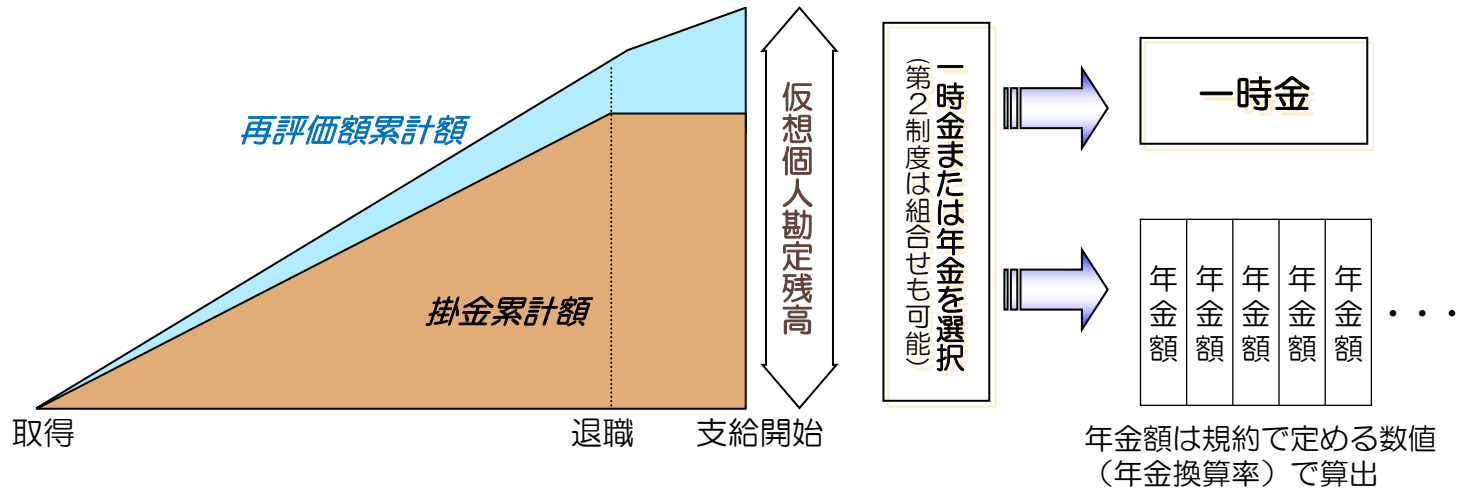 再評価額累計額
掛金累計額
取得
退職
支給開始
仮想個人勘定残高
一時金または年金を選択
（第２制度は組合せも可能）
一時金
年金額
年金額
年金額
年金額
年金額
・・・
年金額は規約で定める数値
（年金換算率）で算出